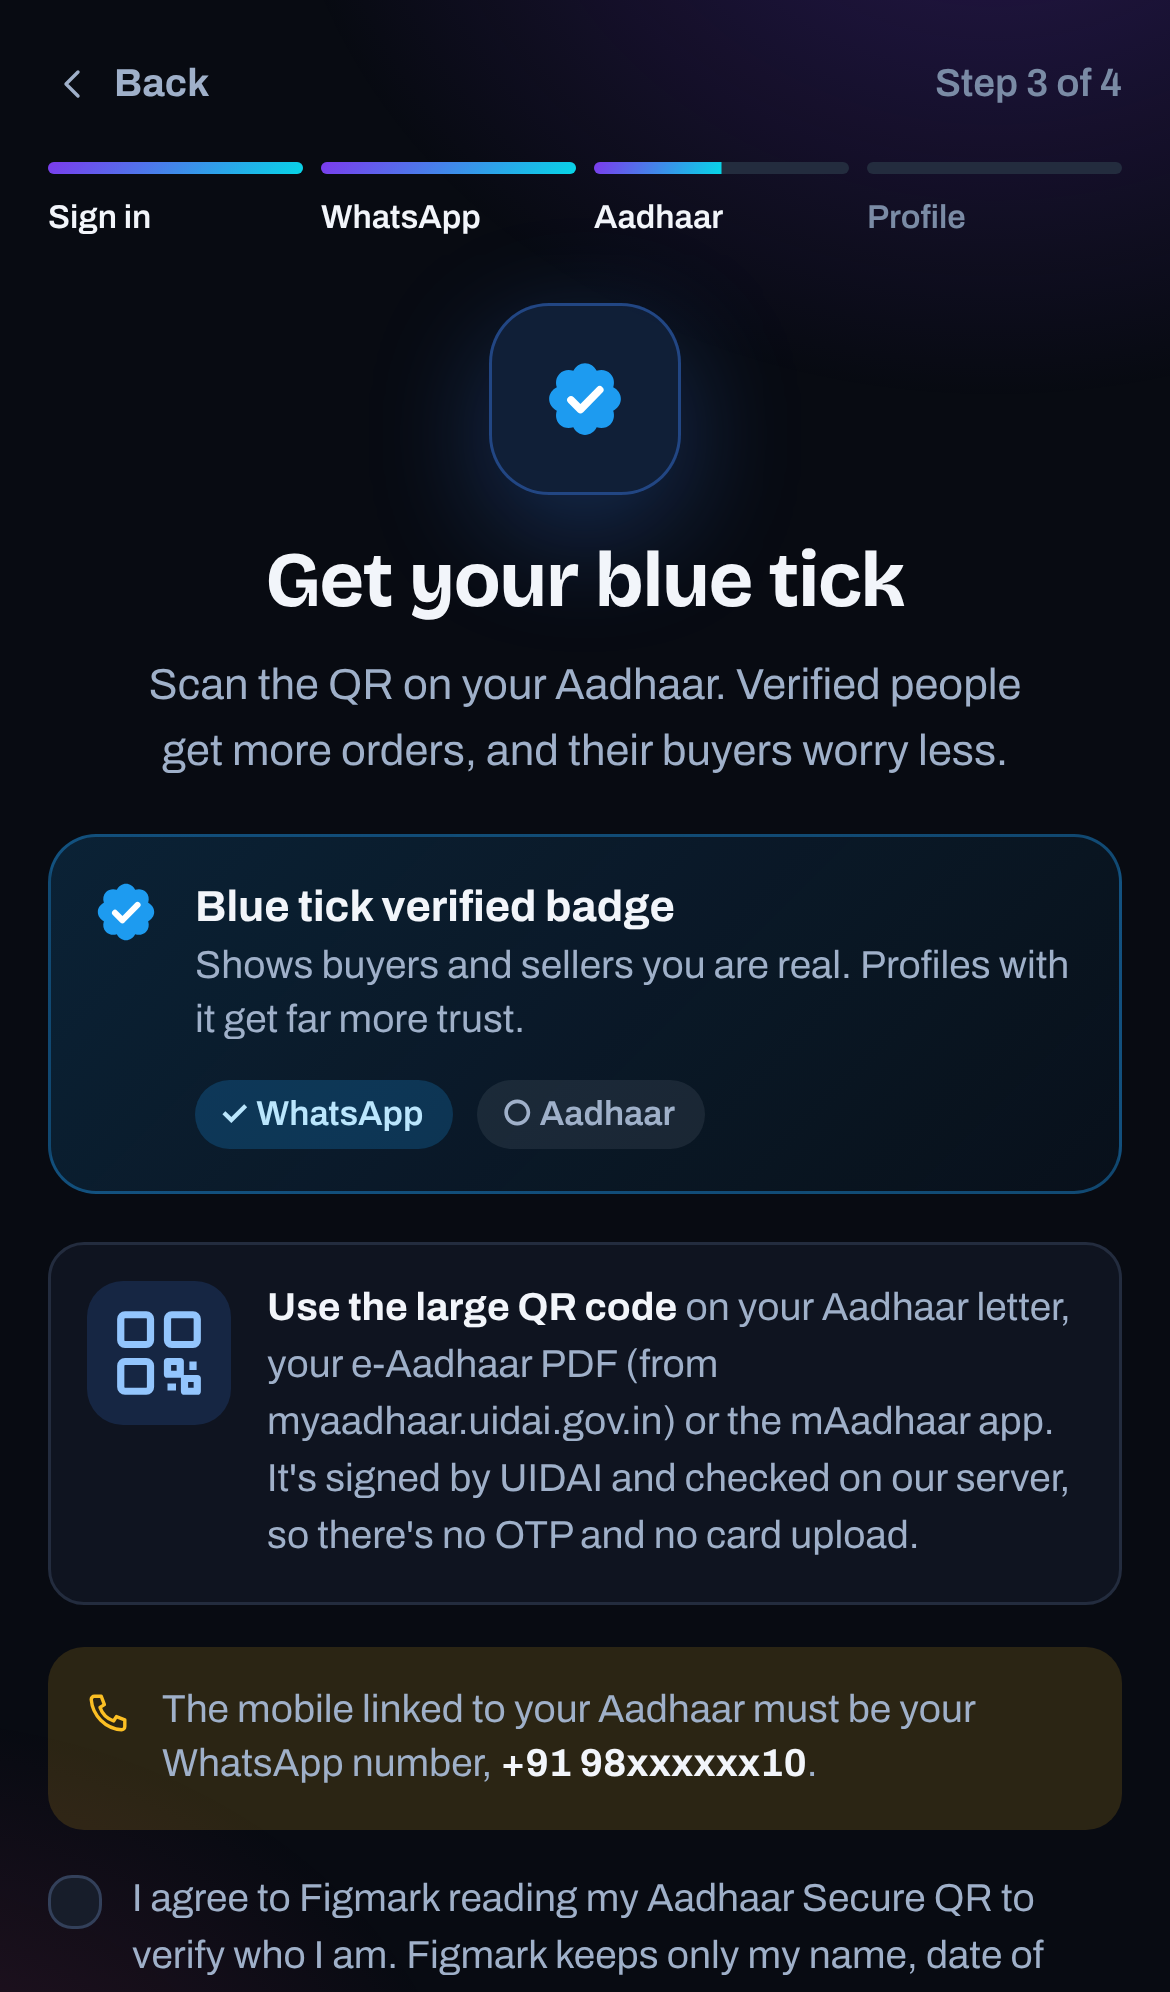 Back
Step 3 of 4
Sign in
WhatsApp
Aadhaar
Profile
Get your blue tick
Scan the QR on your Aadhaar. Verified people
get more orders, and their buyers worry less.
Blue tick verified badge
Shows buyers and sellers you are real. Profiles with
it get far more trust.
WhatsApp
Aadhaar
Use the large QR code on your Aadhaar letter,
your e-Aadhaar PDF (from
myaadhaar.uidai.gov.in) or the mAadhaar app.
It's signed by UIDAI and checked on our server,
so there's no OTP and no card upload.
The mobile linked to your Aadhaar must be your
WhatsApp number, +91 98xxxxxx10.
I agree to Figmark reading my Aadhaar Secure QR to
verify who I am. Figmark keeps only my name, date of